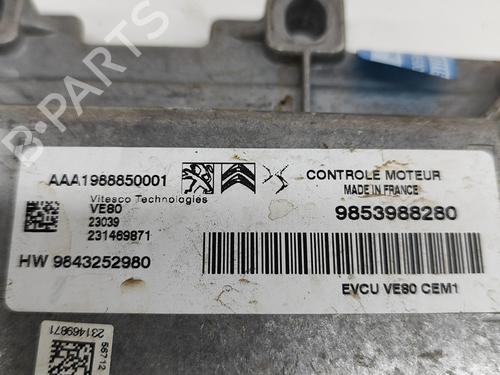 B-PARTS
AAA1988850001
CONTROLE MOTEUR
MADE IN FRANCE
Vitesco Technologies
VE80
23039
231469871
9853988280
HW 9843252980
EVCU VE80 CEM1
56712
231469871